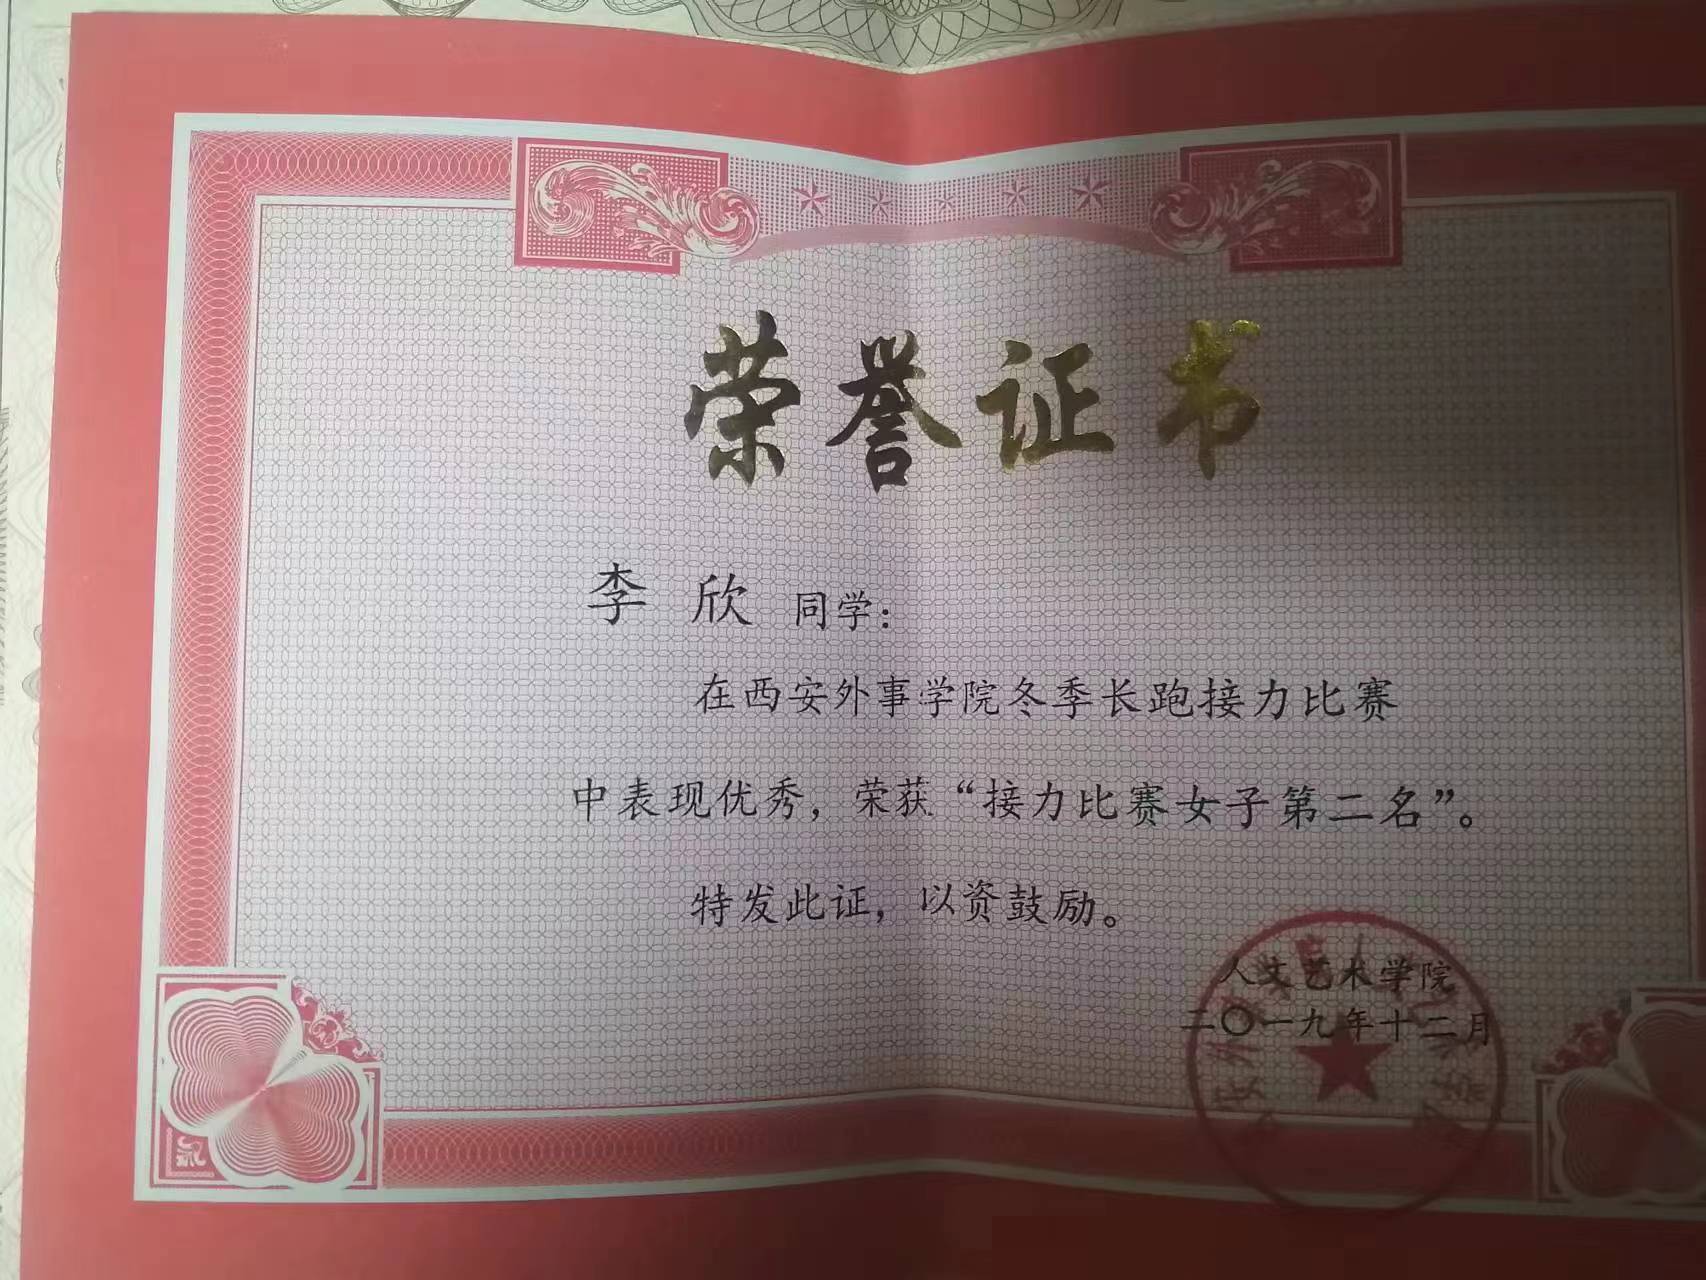 荣誉证书
李 欣 同学：
在西安外事学院冬季长跑接力比赛
中表现优秀，荣获“接力比赛女子第二名”。
特发此证，以资鼓励。
人文艺术学院
二〇一九年十二月